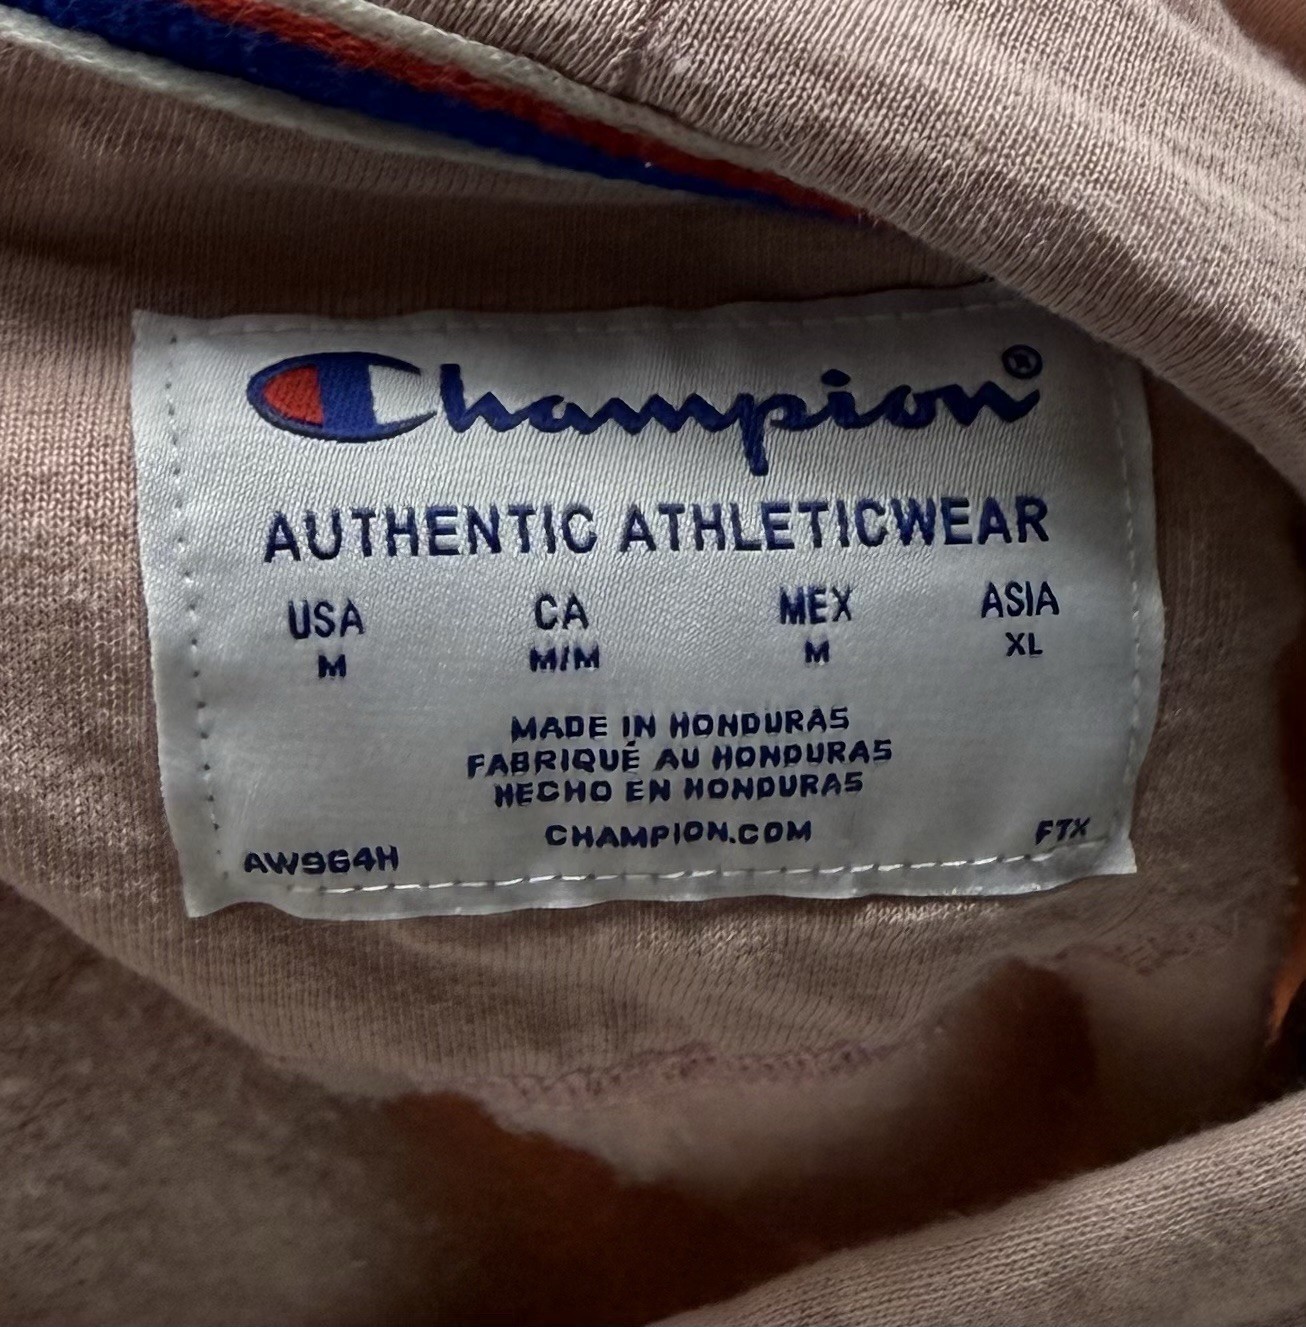 Champion®
AUTHENTIC ATHLETICWEAR
USA CA MEX ASIA
M M/M M XL
MADE IN HONDURAS
FABRIQUÉ AU HONDURAS
HECHO EN HONDURAS
CHAMPION.COM
AW964H FTX